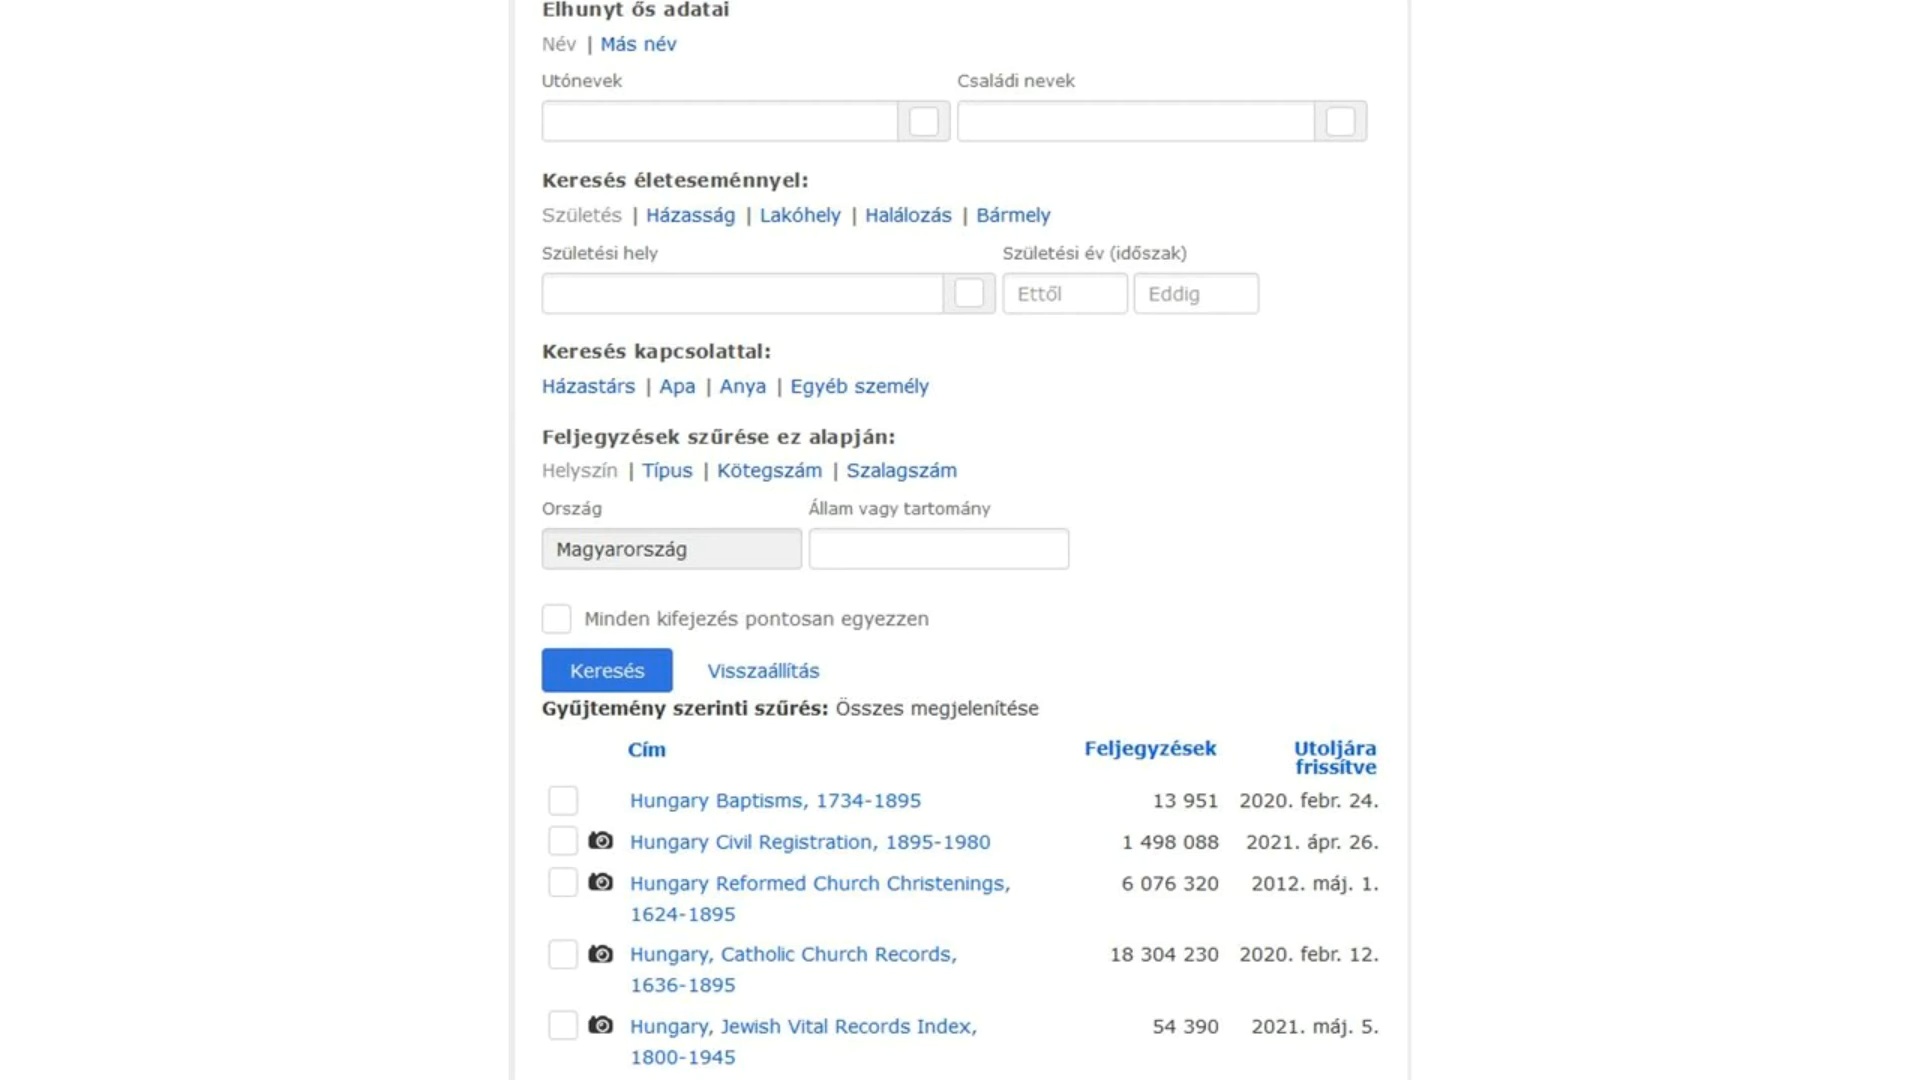 Elhunyt ős adatai
Név | Más név
Utónevek Családi nevek
Keresés életeseménnyel:
Születés | Házasság | Lakóhely | Halálozás | Bármely
Születési hely Születési év (időszak)
Ettől Eddig
Keresés kapcsolattal:
Házastárs | Apa | Anya | Egyéb személy
Feljegyzések szűrése ez alapján:
Helyszín | Típus | Kötegszám | Szalagszám
Ország Állam vagy tartomány
Magyarország
Minden kifejezés pontosan egyezzen
Keresés Visszaállítás
Gyűjtemény szerinti szűrés: Összes megjelenítése
Cím Feljegyzések Utoljára
frissítve
Hungary Baptisms, 1734-1895 13 951 2020. febr. 24.
Hungary Civil Registration, 1895-1980 1 498 088 2021. ápr. 26.
Hungary Reformed Church Christenings, 6 076 320 2012. máj. 1.
1624-1895
Hungary, Catholic Church Records, 18 304 230 2020. febr. 12.
1636-1895
Hungary, Jewish Vital Records Index, 54 390 2021. máj. 5.
1800-1945